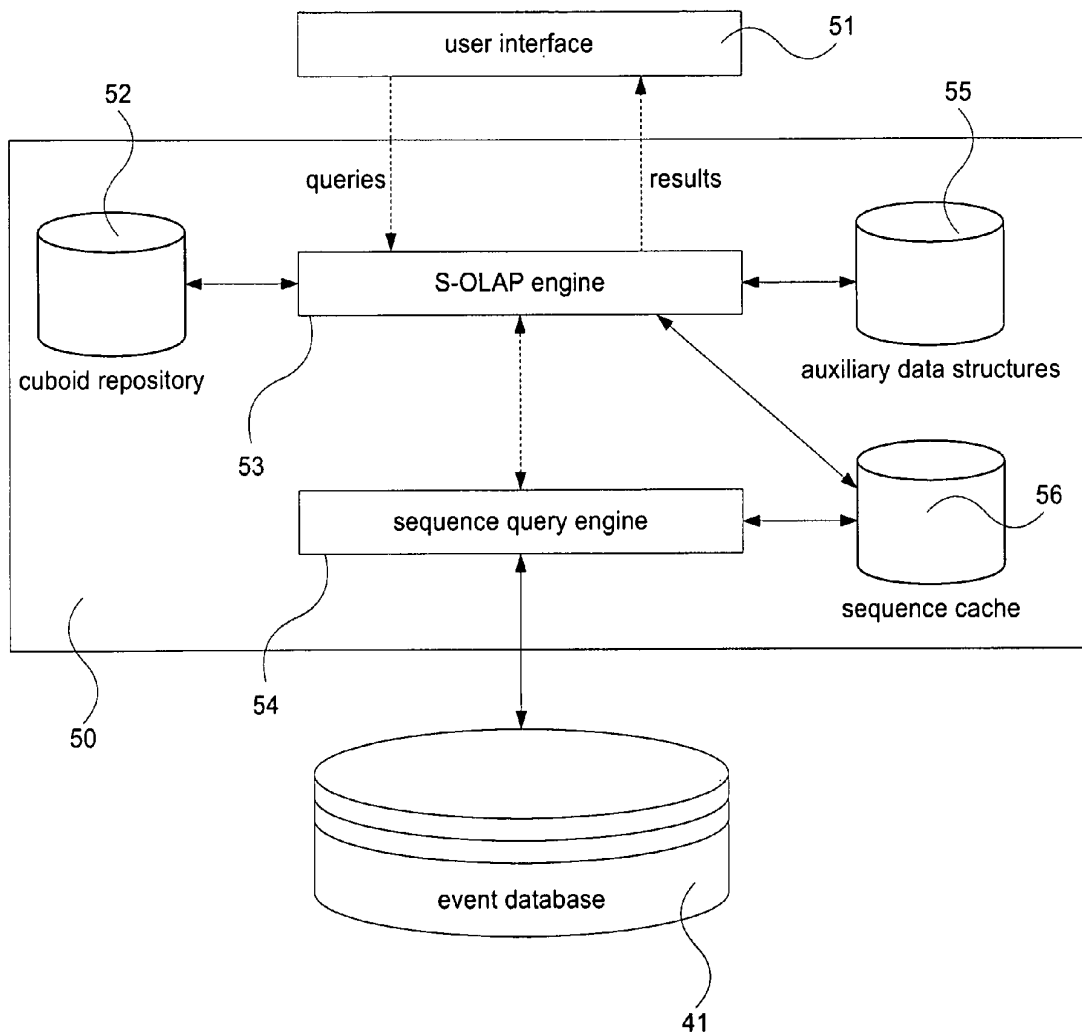 user interface
51
52
55
queries
results
S-OLAP engine
cuboid repository
auxiliary data structures
53
sequence query engine
56
sequence cache
54
50
event database
41